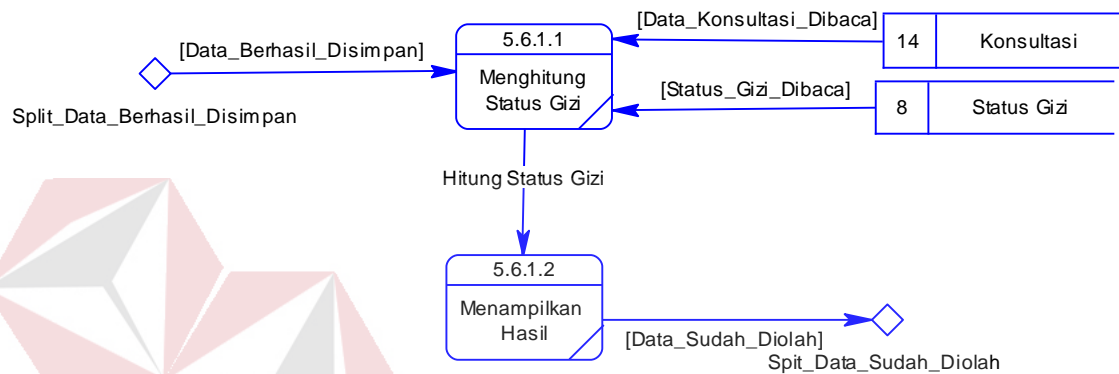 [Data_Konsultasi_Dibaca]
14 Konsultasi
5.6.1.1
[Data_Berhasil_Disimpan]
Menghitung
Status Gizi
[Status_Gizi_Dibaca]
8 Status Gizi
Split_Data_Berhasil_Disimpan
Hitung Status Gizi
5.6.1.2
Menampilkan
Hasil
[Data_Sudah_Diolah]
Spit_Data_Sudah_Diolah